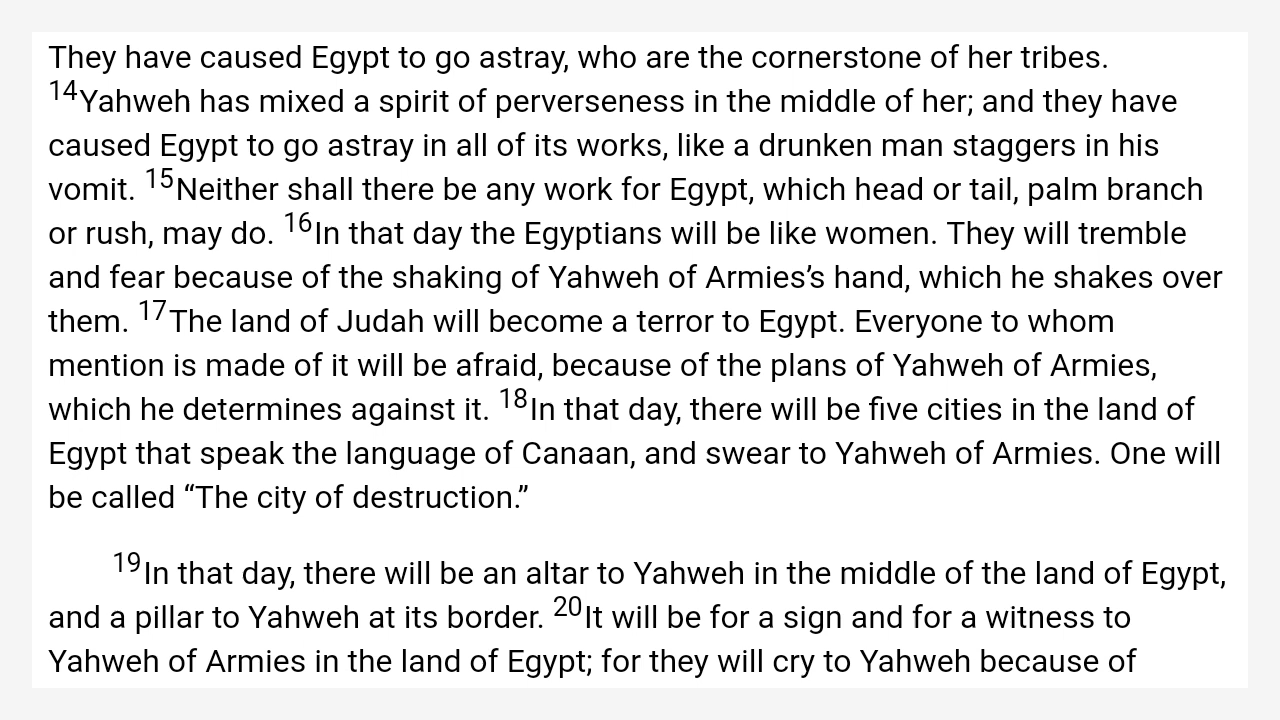 They have caused Egypt to go astray, who are the cornerstone of her tribes.
14Yahweh has mixed a spirit of perverseness in the middle of her; and they have
caused Egypt to go astray in all of its works, like a drunken man staggers in his
vomit. 15Neither shall there be any work for Egypt, which head or tail, palm branch
or rush, may do. 16In that day the Egyptians will be like women. They will tremble
and fear because of the shaking of Yahweh of Armies’s hand, which he shakes over
them. 17The land of Judah will become a terror to Egypt. Everyone to whom
mention is made of it will be afraid, because of the plans of Yahweh of Armies,
which he determines against it. 18In that day, there will be five cities in the land of
Egypt that speak the language of Canaan, and swear to Yahweh of Armies. One will
be called “The city of destruction.”
19In that day, there will be an altar to Yahweh in the middle of the land of Egypt,
and a pillar to Yahweh at its border. 20It will be for a sign and for a witness to
Yahweh of Armies in the land of Egypt; for they will cry to Yahweh because of